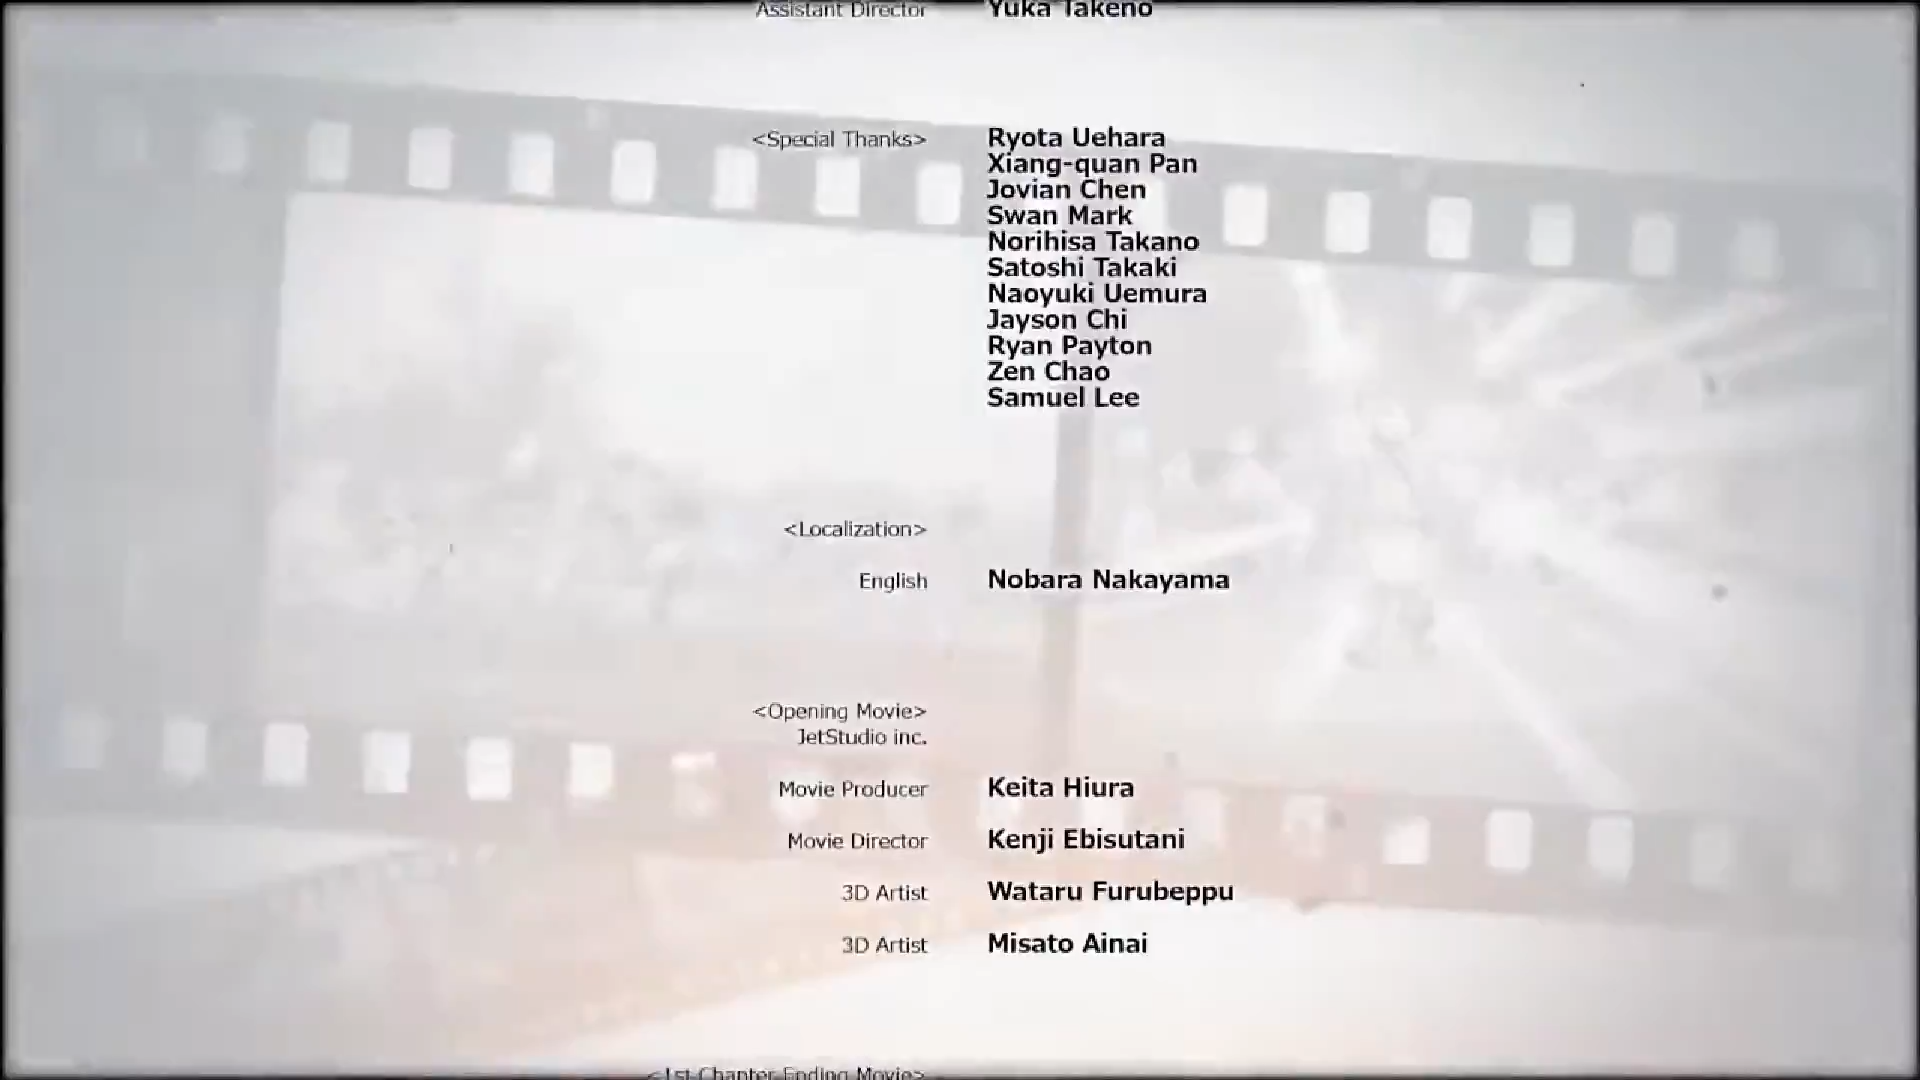 Assistant Director Yuka Takeno
<Special Thanks> Ryota Uehara
Xiang-quan Pan
Jovian Chen
Swan Mark
Norihisa Takano
Satoshi Takaki
Naoyuki Uemura
Jayson Chi
Ryan Payton
Zen Chao
Samuel Lee
<Localization>
English Nobara Nakayama
<Opening Movie>
JetStudio inc.
Movie Producer Keita Hiura
Movie Director Kenji Ebisutani
3D Artist Wataru Furubeppu
3D Artist Misato Ainai
<1st Chapter Ending Movie>